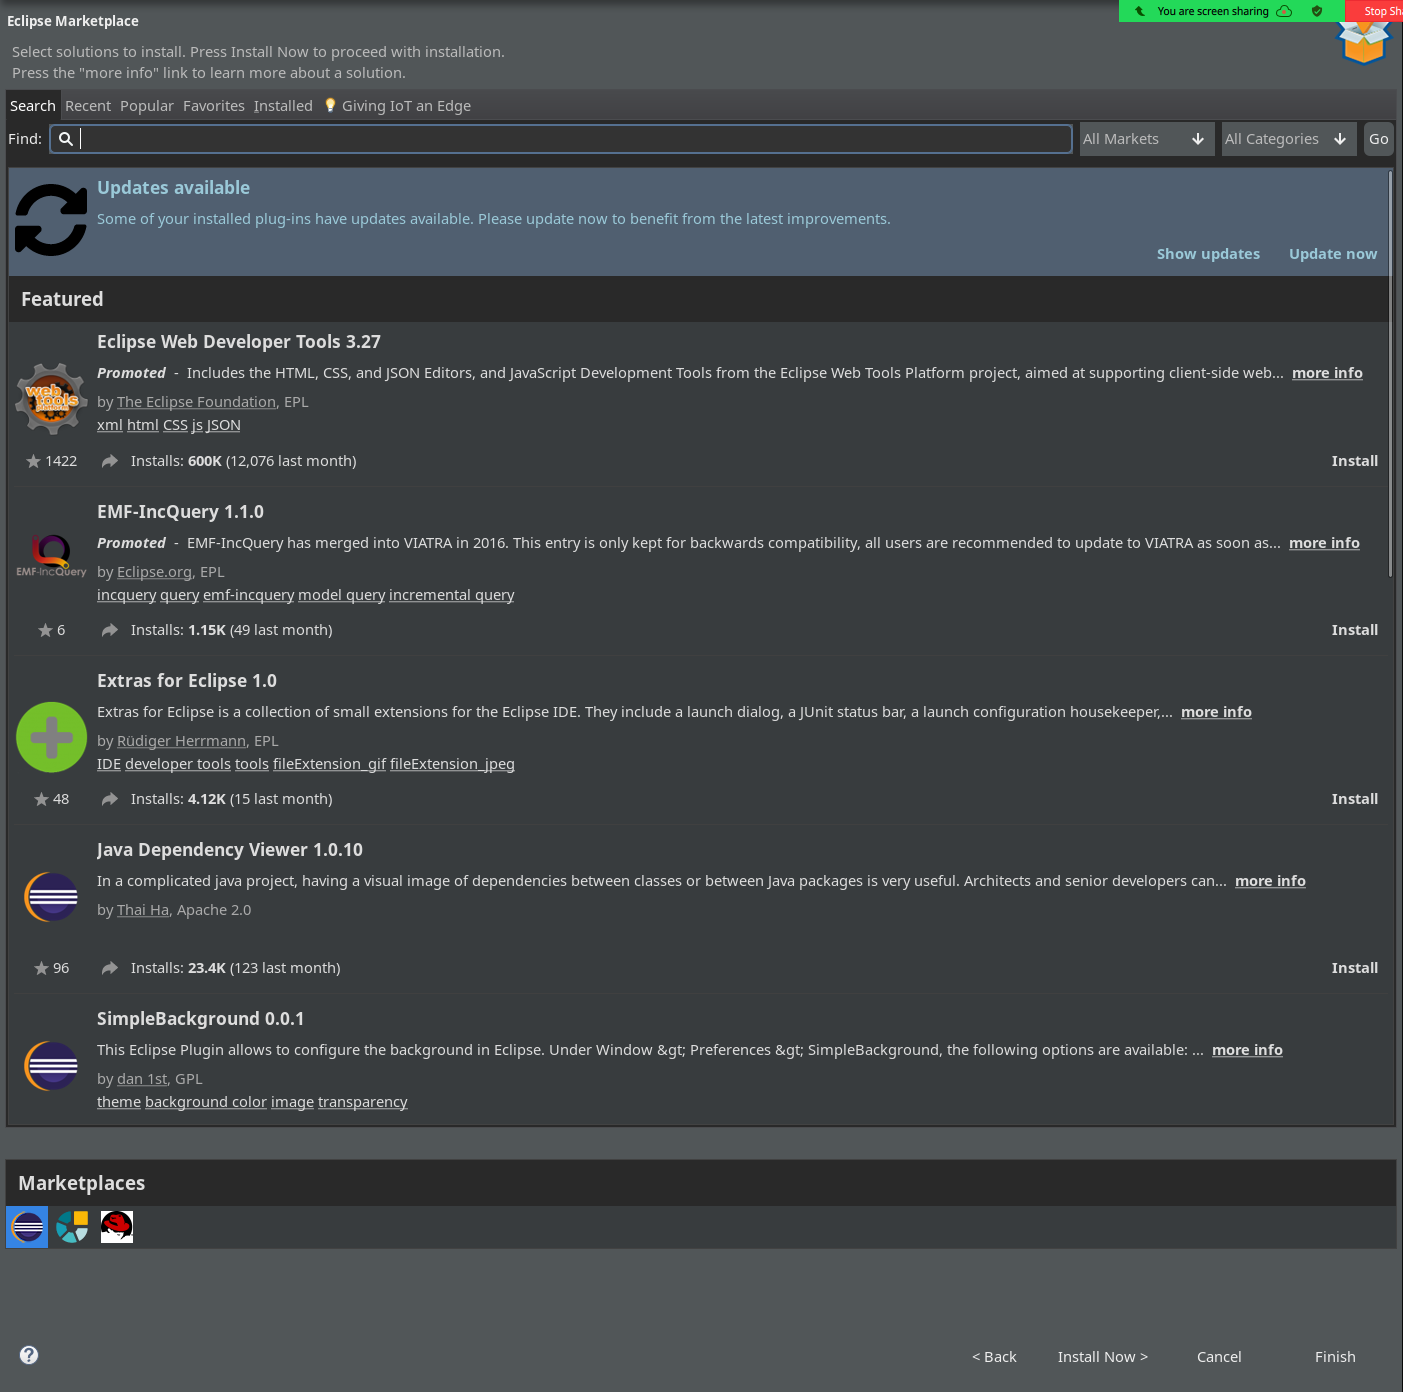 Eclipse Marketplace
You are screen sharing
Stop Sha
Select solutions to install. Press Install Now to proceed with installation.
Press the "more info" link to learn more about a solution.
Search Recent Popular Favorites Installed Giving IoT an Edge
Find: All Markets All Categories Go
Updates available
Some of your installed plug-ins have updates available. Please update now to benefit from the latest improvements.
Show updates Update now
Featured
Eclipse Web Developer Tools 3.27
Promoted - Includes the HTML, CSS, and JSON Editors, and JavaScript Development Tools from the Eclipse Web Tools Platform project, aimed at supporting client-side web... more info
web tools
by The Eclipse Foundation, EPL
xml html CSS js JSON
1422 Installs: 600K (12,076 last month) Install
EMF-IncQuery 1.1.0
Promoted - EMF-IncQuery has merged into VIATRA in 2016. This entry is only kept for backwards compatibility, all users are recommended to update to VIATRA as soon as... more info
EMF-IncQuery
by Eclipse.org, EPL
incquery query emf-incquery model query incremental query
6 Installs: 1.15K (49 last month) Install
Extras for Eclipse 1.0
Extras for Eclipse is a collection of small extensions for the Eclipse IDE. They include a launch dialog, a JUnit status bar, a launch configuration housekeeper,... more info
by Rüdiger Herrmann, EPL
IDE developer tools tools fileExtension_gif fileExtension_jpeg
48 Installs: 4.12K (15 last month) Install
Java Dependency Viewer 1.0.10
In a complicated java project, having a visual image of dependencies between classes or between Java packages is very useful. Architects and senior developers can... more info
by Thai Ha, Apache 2.0
96 Installs: 23.4K (123 last month) Install
SimpleBackground 0.0.1
This Eclipse Plugin allows to configure the background in Eclipse. Under Window &gt; Preferences &gt; SimpleBackground, the following options are available: ... more info
by dan 1st, GPL
theme background color image transparency
Marketplaces
? < Back Install Now > Cancel Finish